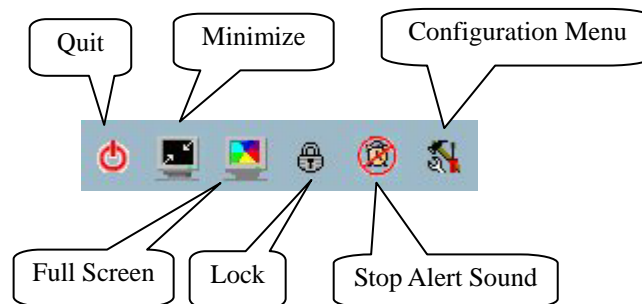 Quit
Minimize
Configuration Menu
Full Screen
Lock
Stop Alert Sound